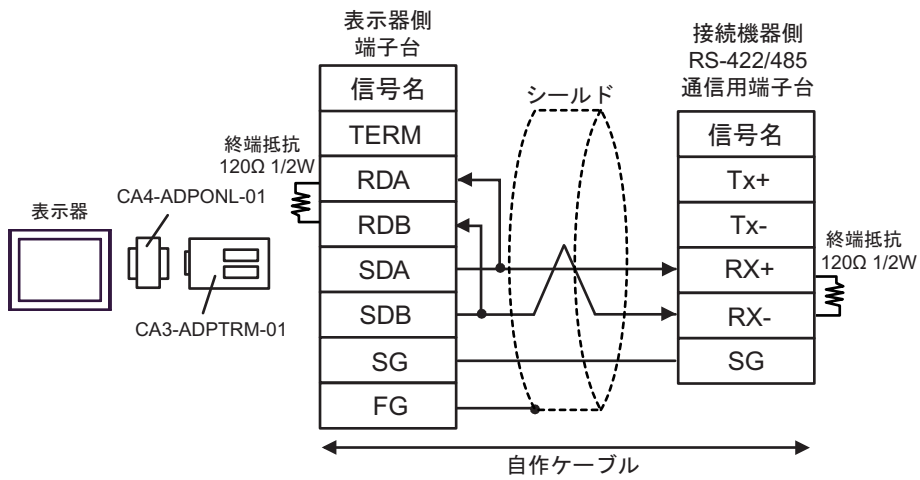 表示器側
端子台
信号名
TERM
RDA
RDB
SDA
SDB
SG
FG
終端抵抗
120Ω 1/2W
表示器
CA4-ADPONL-01
CA3-ADPTRM-01
シールド
接続機器側
RS-422/485
通信用端子台
信号名
Tx+
Tx-
RX+
RX-
SG
終端抵抗
120Ω 1/2W
自作ケーブル